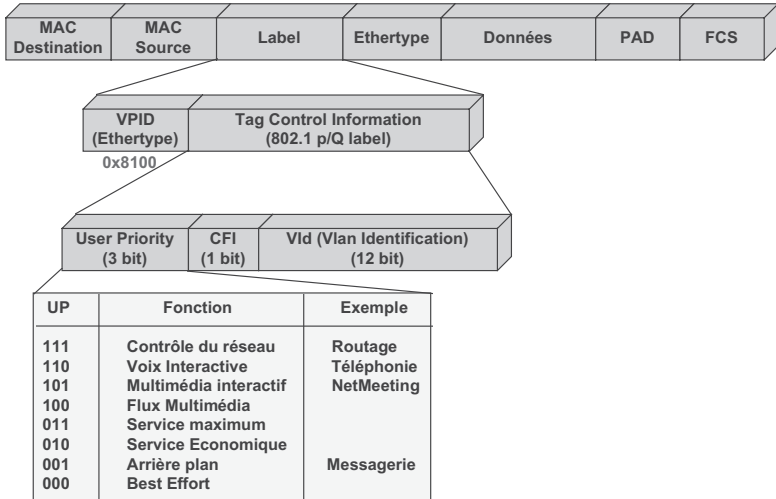 MAC Destination MAC Source Label Ethertype Données PAD FCS
VPID (Ethertype) Tag Control Information (802.1 p/Q label)
0x8100
User Priority (3 bit) CFI (1 bit) VId (Vlan Identification) (12 bit)
UP Fonction Exemple
111 Contrôle du réseau Routage
110 Voix Interactive Téléphonie
101 Multimédia interactif NetMeeting
100 Flux Multimédia
011 Service maximum
010 Service Economique
001 Arrière plan Messagerie
000 Best Effort